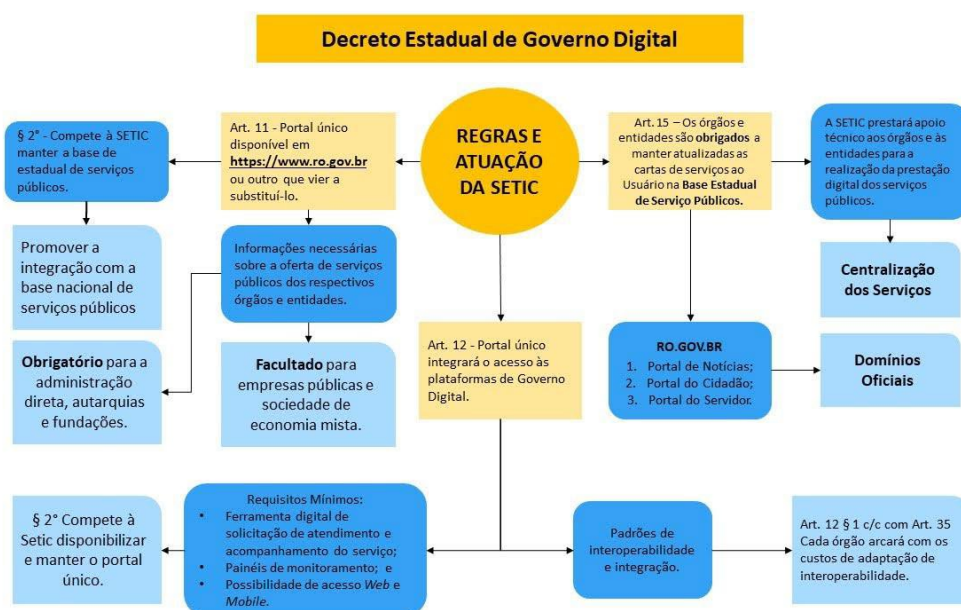 Decreto Estadual de Governo Digital
§ 2° - Compete à SETIC
manter a base de
estadual de serviços
públicos.
Art. 11 - Portal único
disponível em
https://www.ro.gov.br
ou outro que vier a
substituí-lo.
REGRAS E
ATUAÇÃO
DA SETIC
Art. 15 – Os órgãos e
entidades são obrigados a
manter atualizadas as
cartas de serviços ao
Usuário na Base Estadual
de Serviço Públicos.
A SETIC prestará apoio
técnico aos órgãos e às
entidades para a
realização da prestação
digital dos serviços
públicos.
Promover a
integração com a
base nacional de
serviços públicos
Informações necessárias
sobre a oferta de serviços
públicos dos respectivos
órgãos e entidades.
Centralização
dos Serviços
Obrigatório para a
administração
direta, autarquias
e fundações.
Facultado para
empresas públicas e
sociedade de
economia mista.
Art. 12 - Portal único
integrará o acesso às
plataformas de Governo
Digital.
RO.GOV.BR
1. Portal de Notícias;
2. Portal do Cidadão;
3. Portal do Servidor.
Domínios
Oficiais
§ 2° Compete à
Setic disponibilizar
e manter o portal
único.
Requisitos Mínimos:
• Ferramenta digital de
solicitação de atendimento e
acompanhamento do serviço;
• Painéis de monitoramento; e
• Possibilidade de acesso Web e
Mobile.
Padrões de
interoperabilidade
e integração.
Art. 12 § 1 c/c com Art. 35
Cada órgão arcará com os
custos de adaptação de
interoperabilidade.